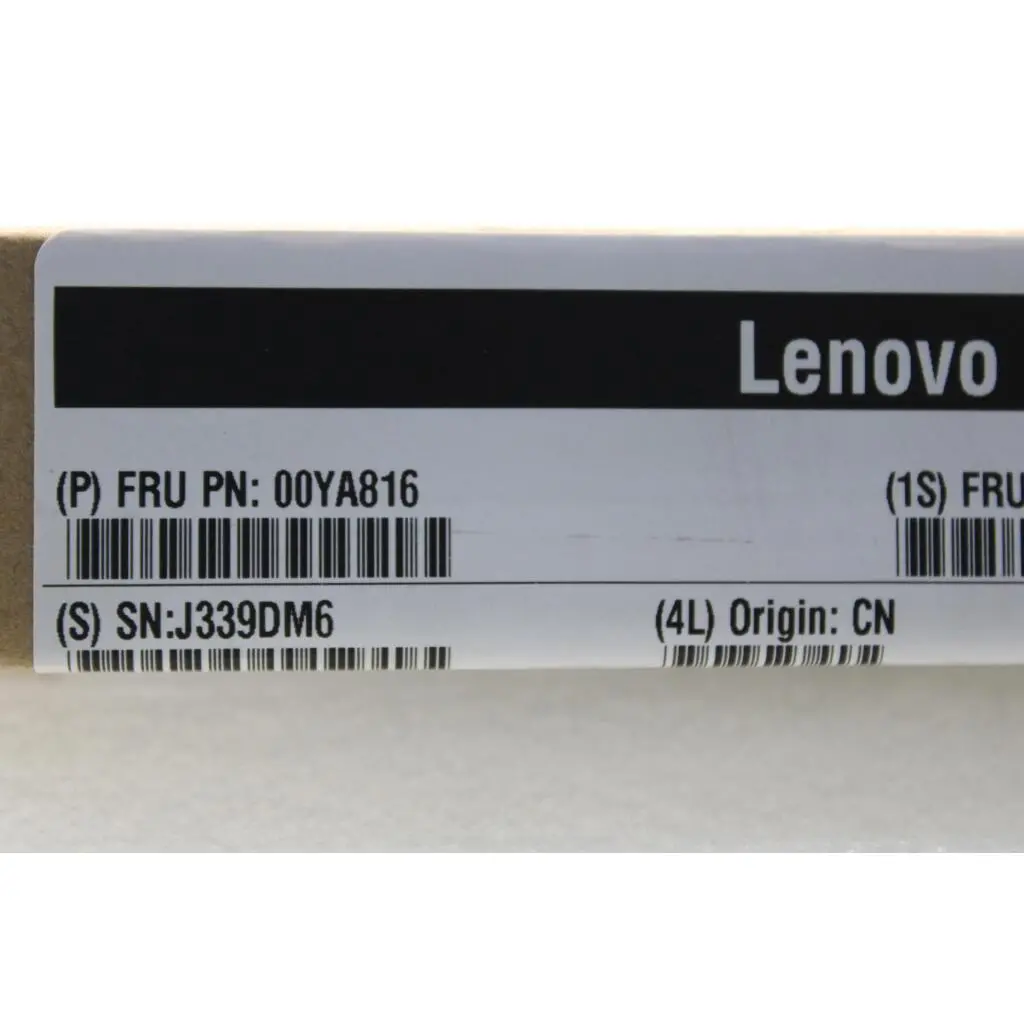 Lenovo
(P) FRU PN: 00YA816
(1S) FRU
(S) SN:J339DM6
(4L) Origin: CN